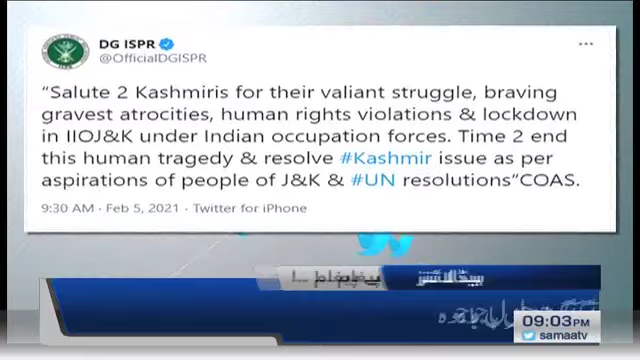 DG ISPR
@OfficialDGISPR
“Salute 2 Kashmiris for their valiant struggle, braving
gravest atrocities, human rights violations & lockdown
in IIOJ&K under Indian occupation forces. Time 2 end
this human tragedy & resolve #Kashmir issue as per
aspirations of people of J&K & #UN resolutions”COAS.
9:30 AM · Feb 5, 2021 · Twitter for iPhone
09:03PM
samaatv